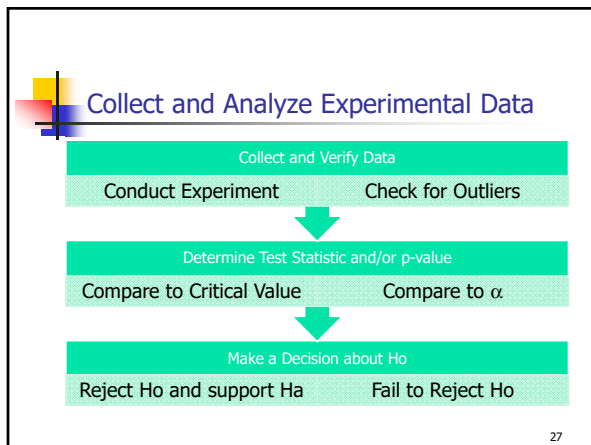 Collect and Analyze Experimental Data
Collect and Verify Data
Conduct Experiment Check for Outliers
Determine Test Statistic and/or p-value
Compare to Critical Value Compare to α
Make a Decision about Ho
Reject Ho and support Ha Fail to Reject Ho
27